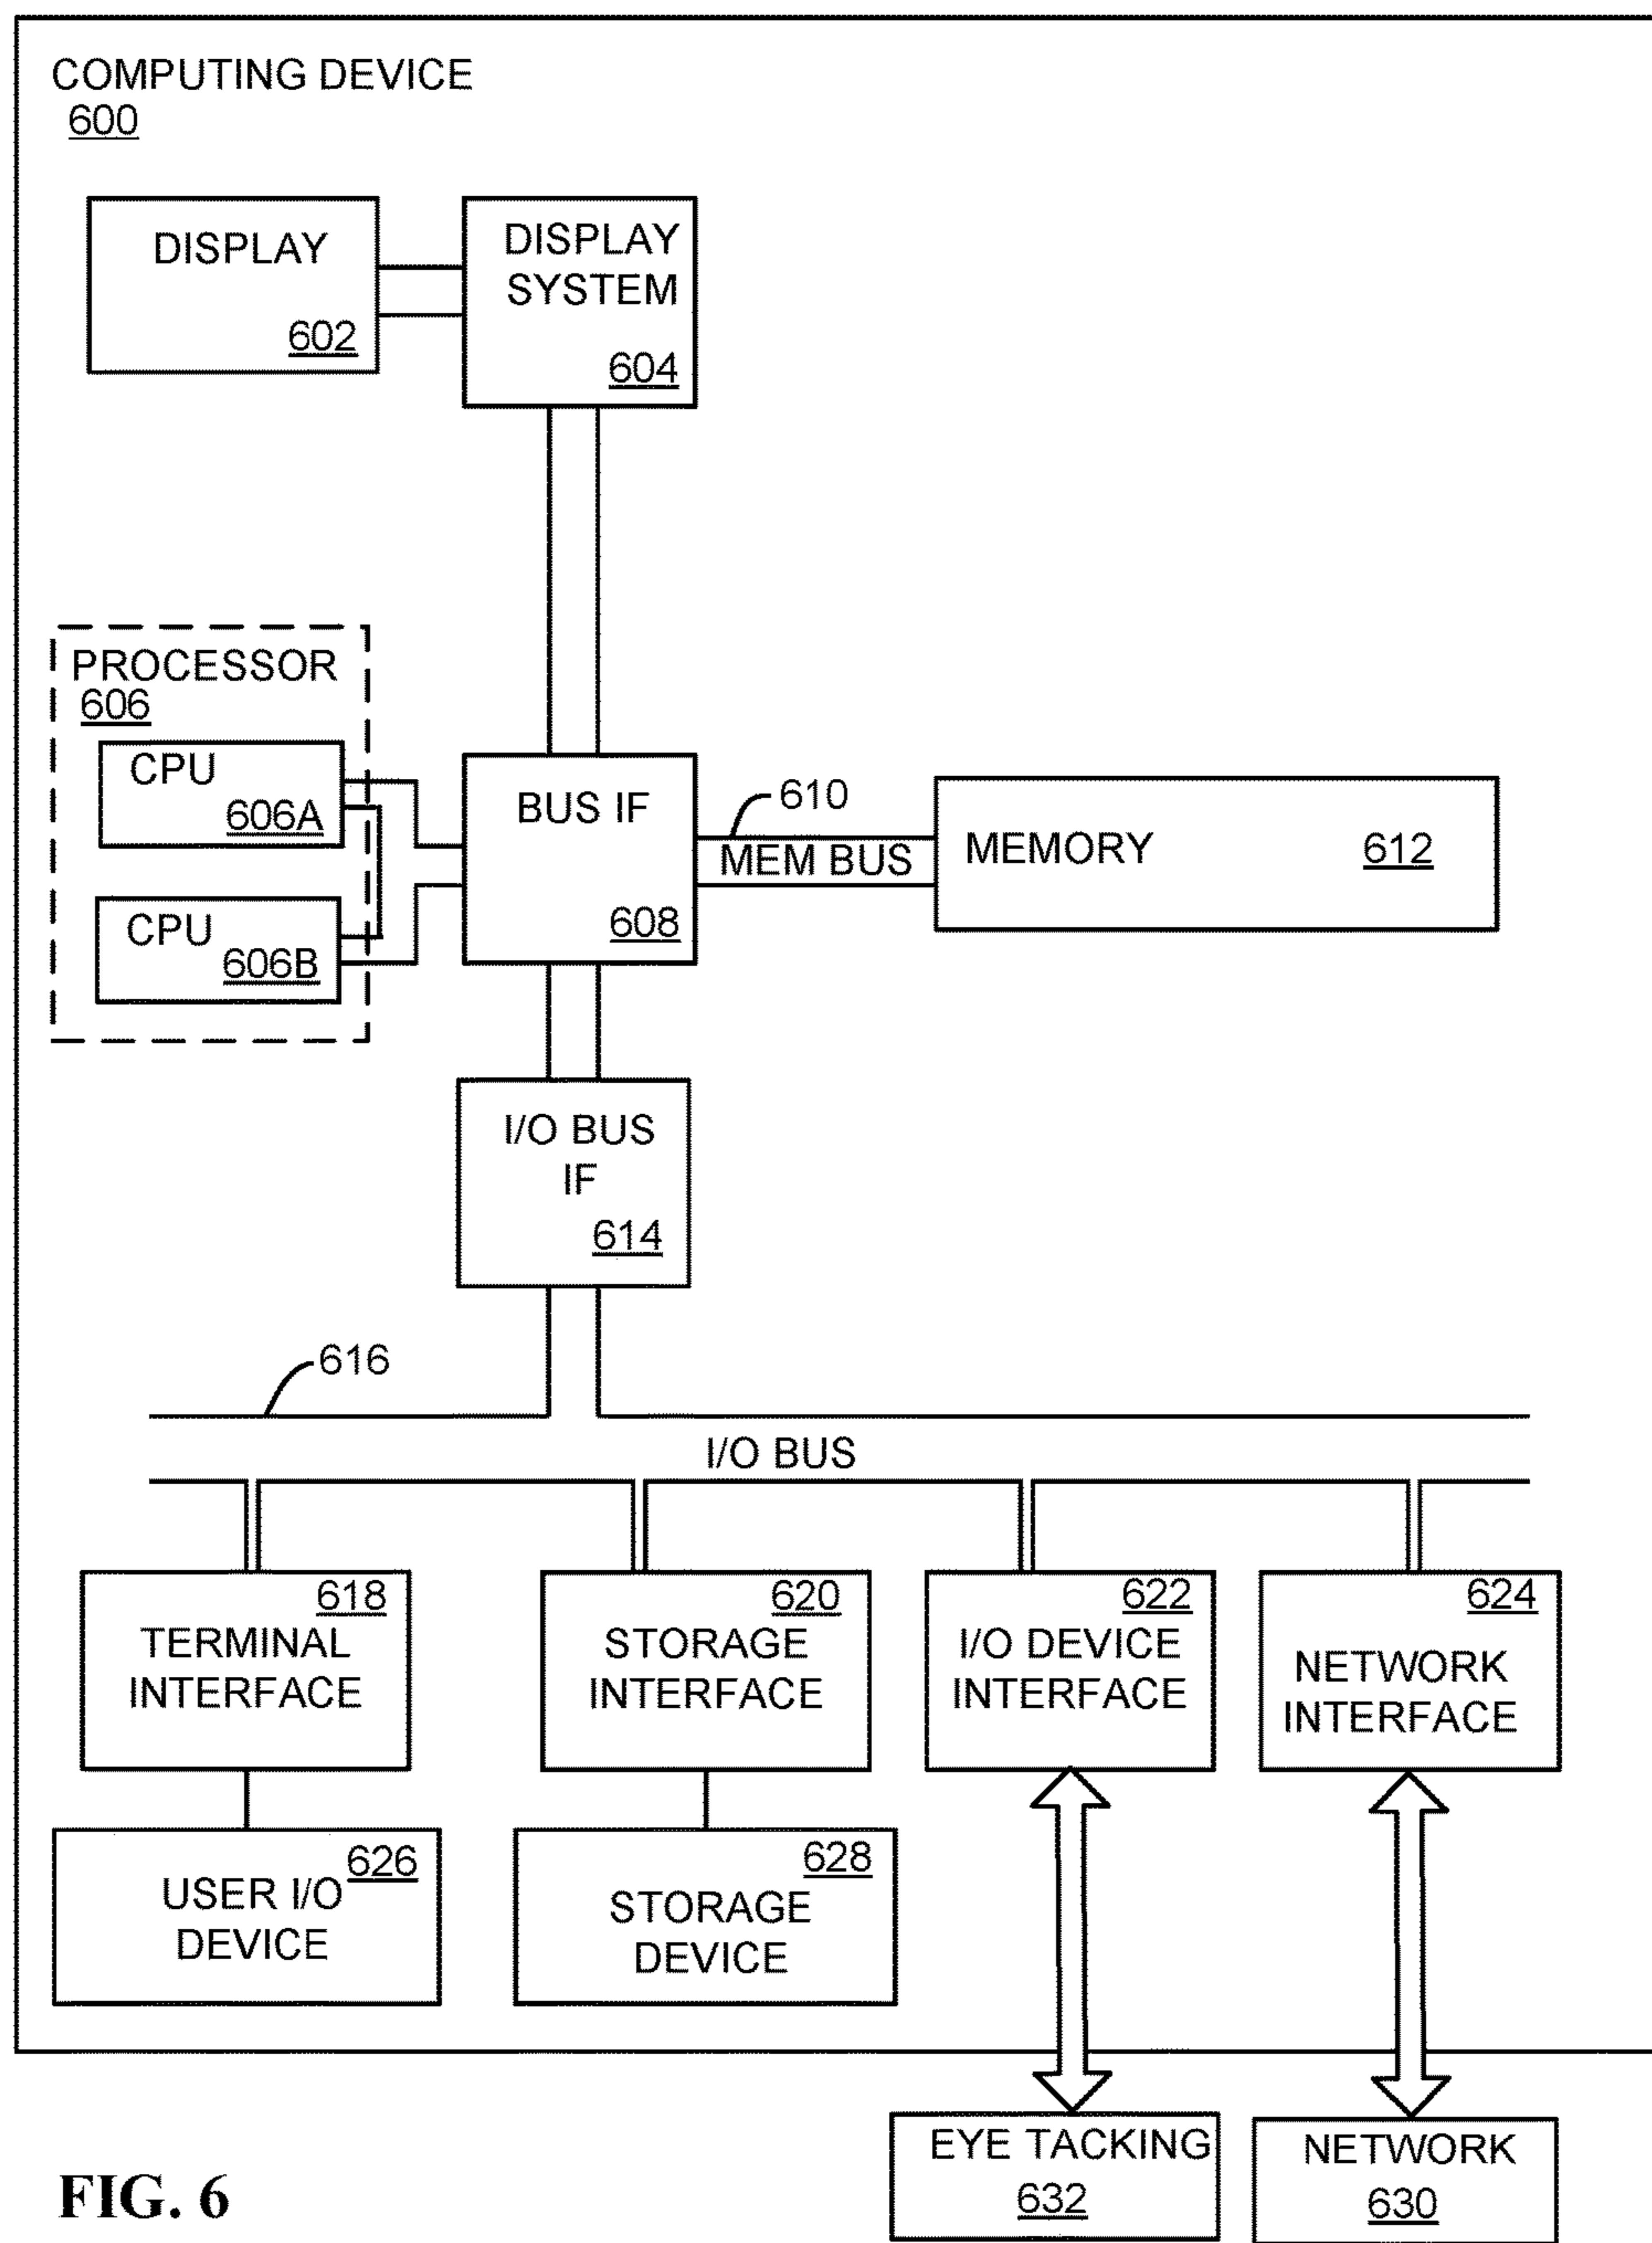 COMPUTING DEVICE
600
DISPLAY
602
DISPLAY
SYSTEM
604
PROCESSOR
606
CPU
606A
CPU
606B
BUS IF
608
610
MEM BUS
MEMORY
612
I/O BUS
IF
614
616
I/O BUS
618
TERMINAL
INTERFACE
620
STORAGE
INTERFACE
622
I/O DEVICE
INTERFACE
624
NETWORK
INTERFACE
626
USER I/O
DEVICE
628
STORAGE
DEVICE
EYE TACKING
632
NETWORK
630
FIG. 6